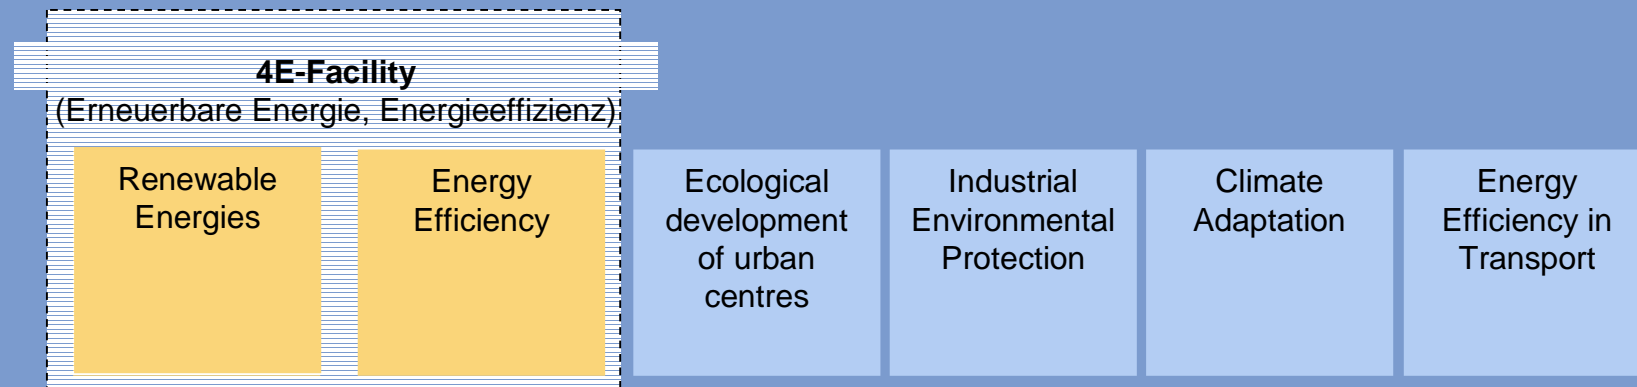 4E-Facility
(Erneuerbare Energie, Energieeffizienz)
Renewable
Energies
Energy
Efficiency
Ecological
development
of urban
centres
Industrial
Environmental
Protection
Climate
Adaptation
Energy
Efficiency in
Transport